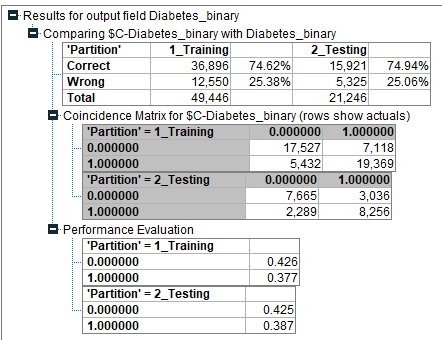 Results for output field Diabetes_binary
Comparing $C-Diabetes_binary with Diabetes_binary
'Partition' 1_Training 2_Testing
Correct 36,896 74.62% 15,921 74.94%
Wrong 12,550 25.38% 5,325 25.06%
Total 49,446 21,246
Coincidence Matrix for $C-Diabetes_binary (rows show actuals)
'Partition' = 1_Training 0.000000 1.000000
0.000000 17,527 7,118
1.000000 5,432 19,369
'Partition' = 2_Testing 0.000000 1.000000
0.000000 7,665 3,036
1.000000 2,289 8,256
Performance Evaluation
'Partition' = 1_Training
0.000000 0.426
1.000000 0.377
'Partition' = 2_Testing
0.000000 0.425
1.000000 0.387